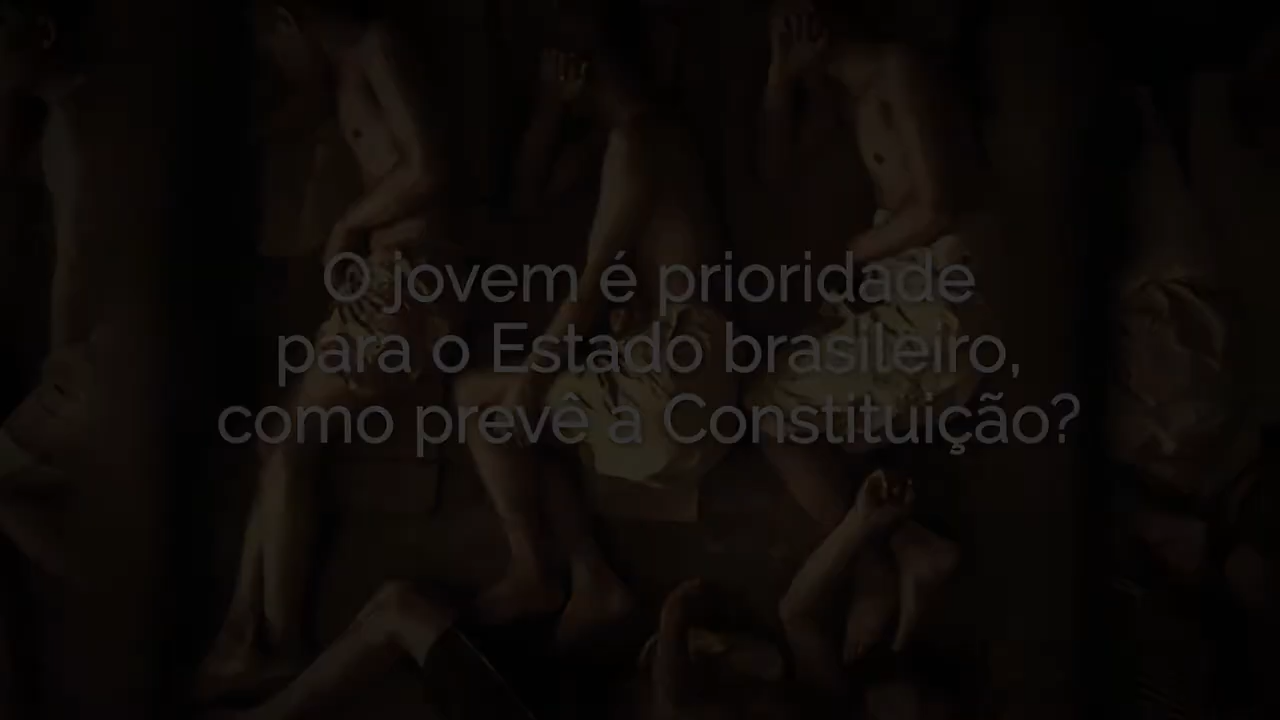 O jovem é prioridade
para o Estado brasileiro,
como prevê a Constituição?